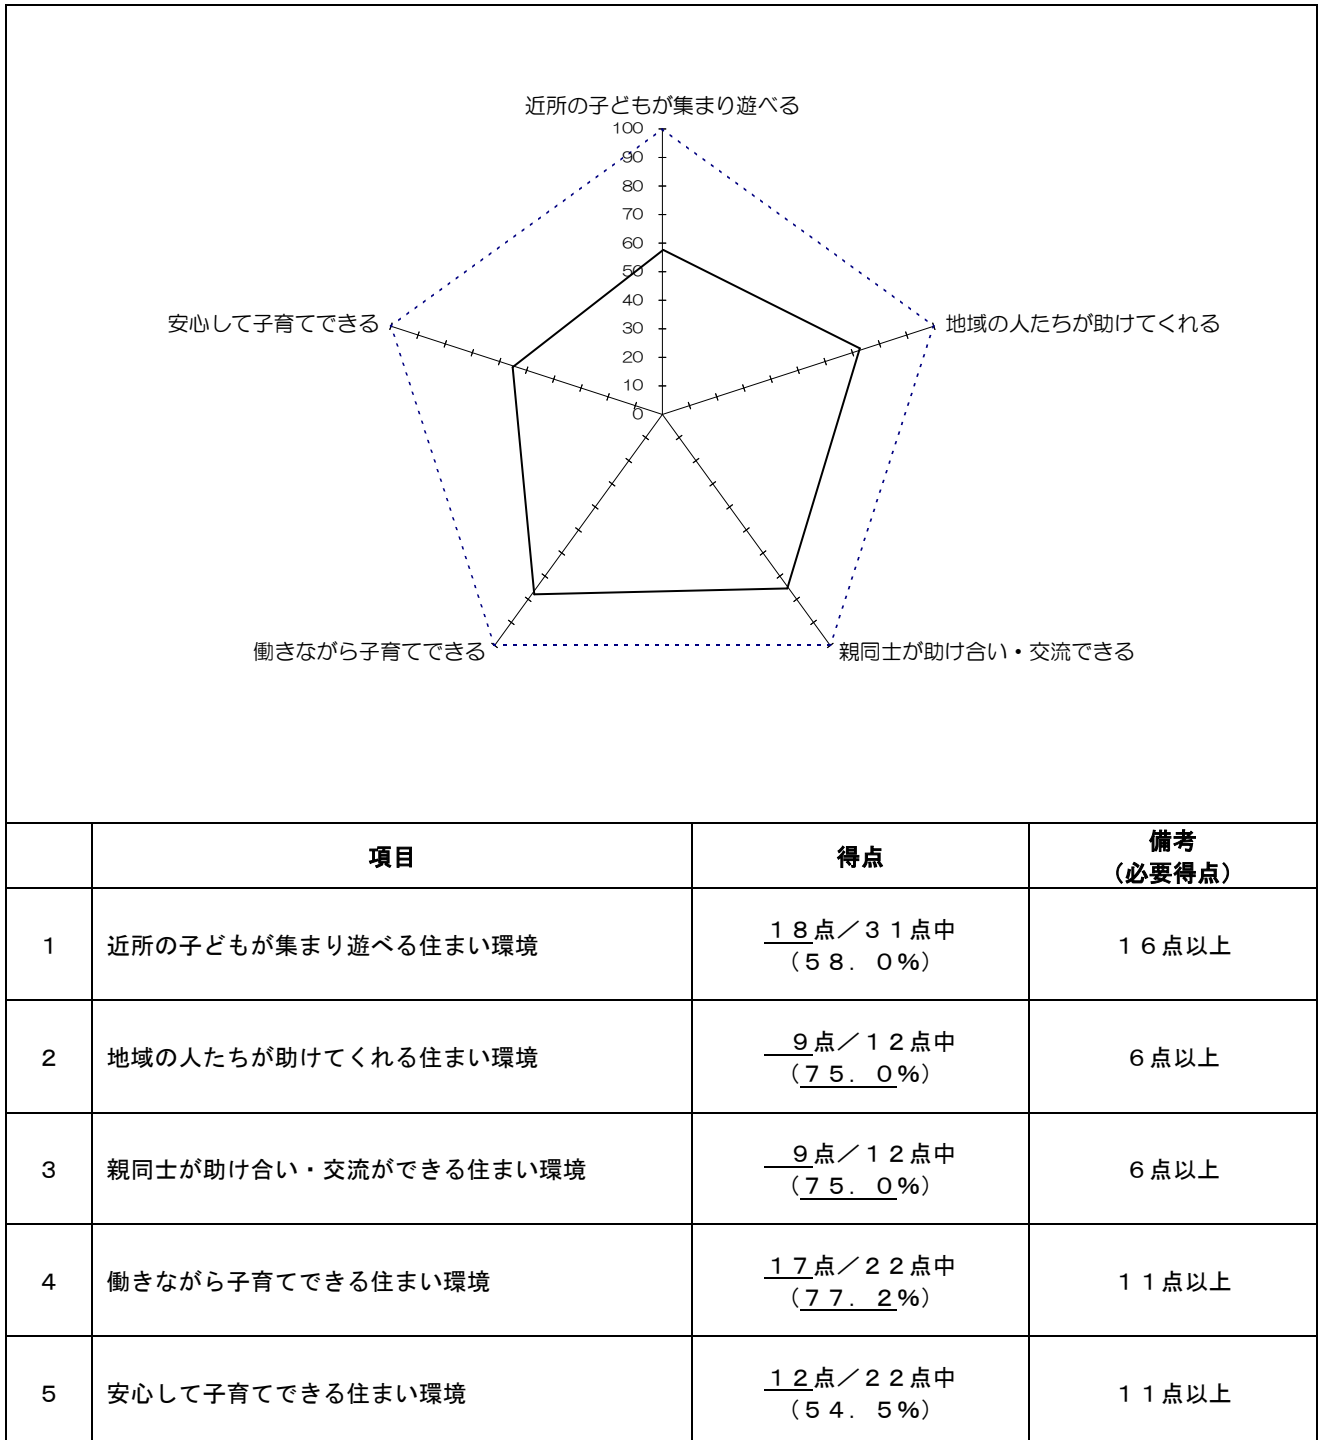 近所の子どもが集まり遊べる
100
90
80
70
60
50
40
30
20
10
0
安心して子育てできる
地域の人たちが助けてくれる
働きながら子育てできる
親同士が助け合い・交流できる
項目 得点 備考
（必要得点）
1 近所の子どもが集まり遊べる住まい環境 １８点／３１点中 １６点以上
（５８．０％）
2 地域の人たちが助けてくれる住まい環境 ９点／１２点中 ６点以上
（７５．０％）
3 親同士が助け合い・交流ができる住まい環境 ９点／１２点中 ６点以上
（７５．０％）
4 働きながら子育てできる住まい環境 １７点／２２点中 １１点以上
（７７．２％）
5 安心して子育てできる住まい環境 １２点／２２点中 １１点以上
（５４．５％）